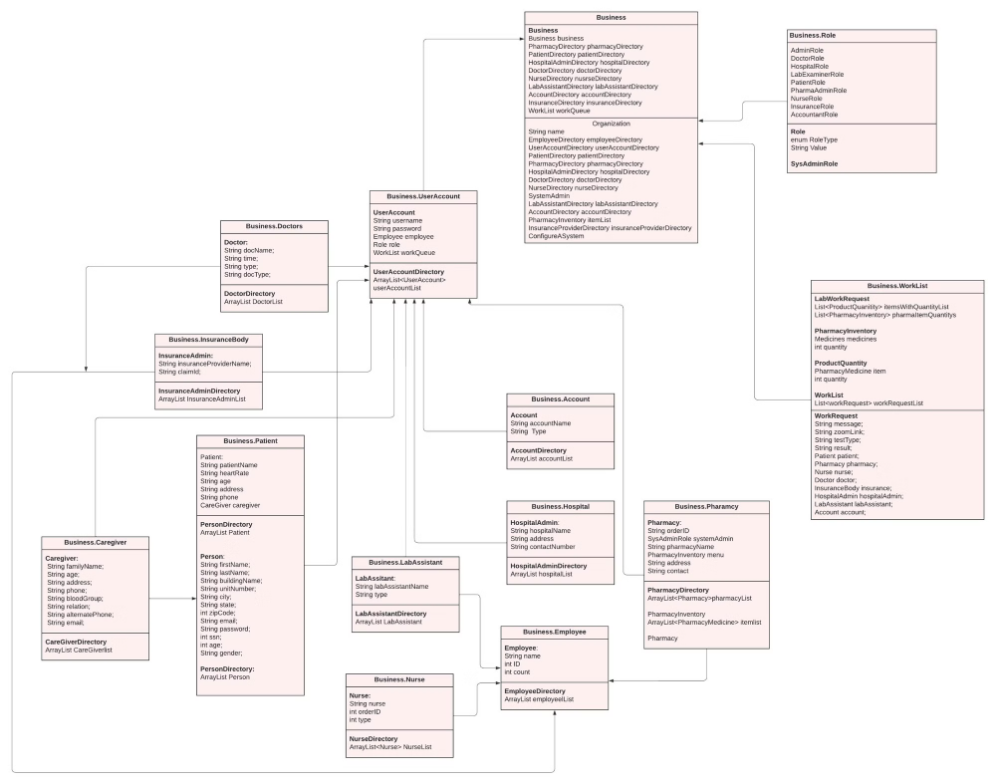 Business
Business
Business business
PharmacyDirectory pharmacyDirectory
PatientDirectory patientDirectory
HospitalAdminDirectory hospitalDirectory
DoctorDirectory doctorDirectory
NurseDirectory nusrseDirectory
LabAssistantDirectory labAssistantDirectory
AccountDirectory accountDirectory
InsuranceDirectory insuranceDirectory
WorkList workQueue
Organization
String name
EmployeeDirectory employeeDirectory
UserAccountDirectory userAccountDirectory
PatientDirectory patientDirectory
PharmacyDirectory pharmacyDirectory
HospitalAdminDirectory hospitalDirectory
DoctorDirectory doctorDirectory
NurseDirectory nurseDirectory
SystemAdmin
LabAssistantDirectory labAssistantDirectory
AccountDirectory accountDirectory
PharmacyInventory itemList
InsuranceProviderDirectory insuranceProviderDirectory
ConfigureASystem
Business.Role
AdminRole
DoctorRole
HospitalRole
LabExaminerRole
PatientRole
PharmaAdminRole
NurseRole
InsuranceRole
AccountantRole
Role
enum RoleType
String Value
SysAdminRole
Business.UserAccount
UserAccount
String username
String password
Employee employee
Role role
WorkList workQueue
UserAccountDirectory
ArrayList<UserAccount>
userAccountList
Business.Doctors
Doctor:
String docName;
String time;
String type;
String docType;
DoctorDirectory
ArrayList DoctorList
Business.WorkList
LabWorkRequest
List<ProductQuanitity> itemsWithQuantityList
List<PharmacyInventory> pharmaItemQuantitys
PharmacyInventory
Medicines medicines
int quantity
ProductQuantity
PharmacyMedicine item
int quantity
WorkList
List<workRequest> workRequestList
WorkRequest
String message;
String zoomLink;
String testType;
String result;
Patient patient;
Pharmacy pharmacy;
Nurse nurse;
Doctor doctor;
InsuranceBody insurance;
HospitalAdmin hospitalAdmin;
LabAssistant labAssistant;
Account account;
Business.InsuranceBody
InsuranceAdmin:
String insuranceProviderName;
String claimId;
InsuranceAdminDirectory
ArrayList InsuranceAdminList
Business.Account
Account
String accountName
String Type
AccountDirectory
ArrayList accountList
Business.Patient
Patient:
String patientName
String heartRate
String age
String address
String phone
CareGiver caregiver
PersonDirectory
ArrayList Patient
Person:
String firstName;
String lastName;
String buildingName;
String unitNumber;
String city;
String state;
int zipCode;
String email;
String password;
int ssn;
int age;
String gender;
PersonDirectory:
ArrayList Person
Business.Hospital
HospitalAdmin:
String hospitalName
String address
String contactNumber
HospitalAdminDirectory
ArrayList hospitalList
Business.Pharamcy
Pharmacy:
String orderID
SysAdminRole systemAdmin
String pharmacyName
PharmacyInventory menu
String address
String contact
PharmacyDirectory
ArrayList<Pharmacy>pharmacyList
PharmacyInventory
ArrayList<PharmacyMedicine> itemlist
Pharmacy
Business.Caregiver
Caregiver:
String familyName;
String age;
String address;
String phone;
String bloodGroup;
String relation;
String alternatePhone;
String email;
CareGiverDirectory
ArrayList CareGiverlist
Business.LabAssistant
LabAssitant:
String labAssistantName
String type
LabAssistantDirectory
ArrayList LabAssistant
Business.Employee
Employee:
String name
int ID
int count
EmployeeDirectory
ArrayList employeeList
Business.Nurse
Nurse:
String nurse
int orderID
int type
NurseDirectory
ArrayList<Nurse> NurseList